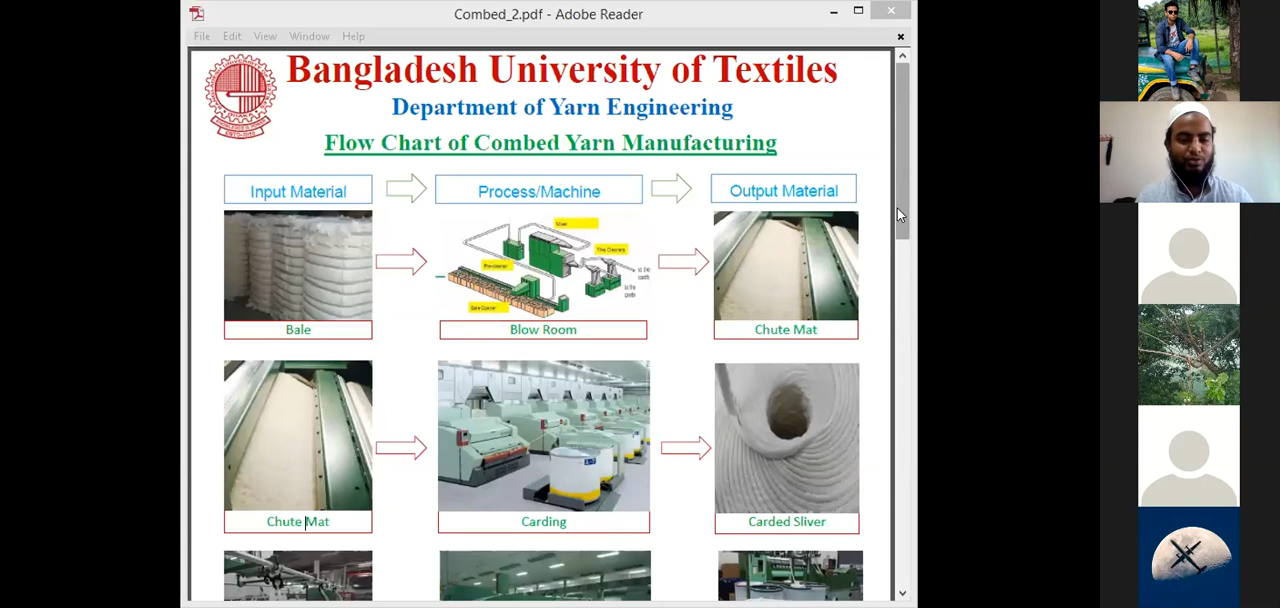 Combed_2.pdf - Adobe Reader
File Edit View Window Help
Bangladesh University of Textiles
Department of Yarn Engineering
Flow Chart of Combed Yarn Manufacturing
Input Material
Process/Machine
Output Material
Bale Opener
Bale
Blow Room
Chute Mat
Chute Mat
Carding
Carded Sliver